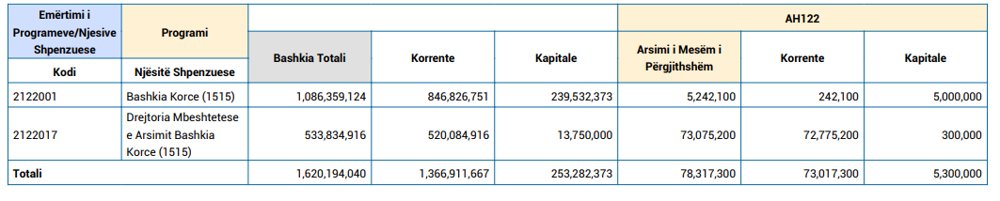 Emërtimi i Programeve/Njesive Shpenzuese Programi AH122
Bashkia Totali Korrente Kapitale Arsimi i Mesëm i Përgjithshëm Korrente Kapitale
Kodi Njësitë Shpenzuese
2122001 Bashkia Korce (1515) 1,086,359,124 846,826,751 239,532,373 5,242,100 242,100 5,000,000
2122017 Drejtoria Mbeshtetese e Arsimit Bashkia Korce (1515) 533,834,916 520,084,916 13,750,000 73,075,200 72,775,200 300,000
Totali 1,620,194,040 1,366,911,667 253,282,373 78,317,300 73,017,300 5,300,000